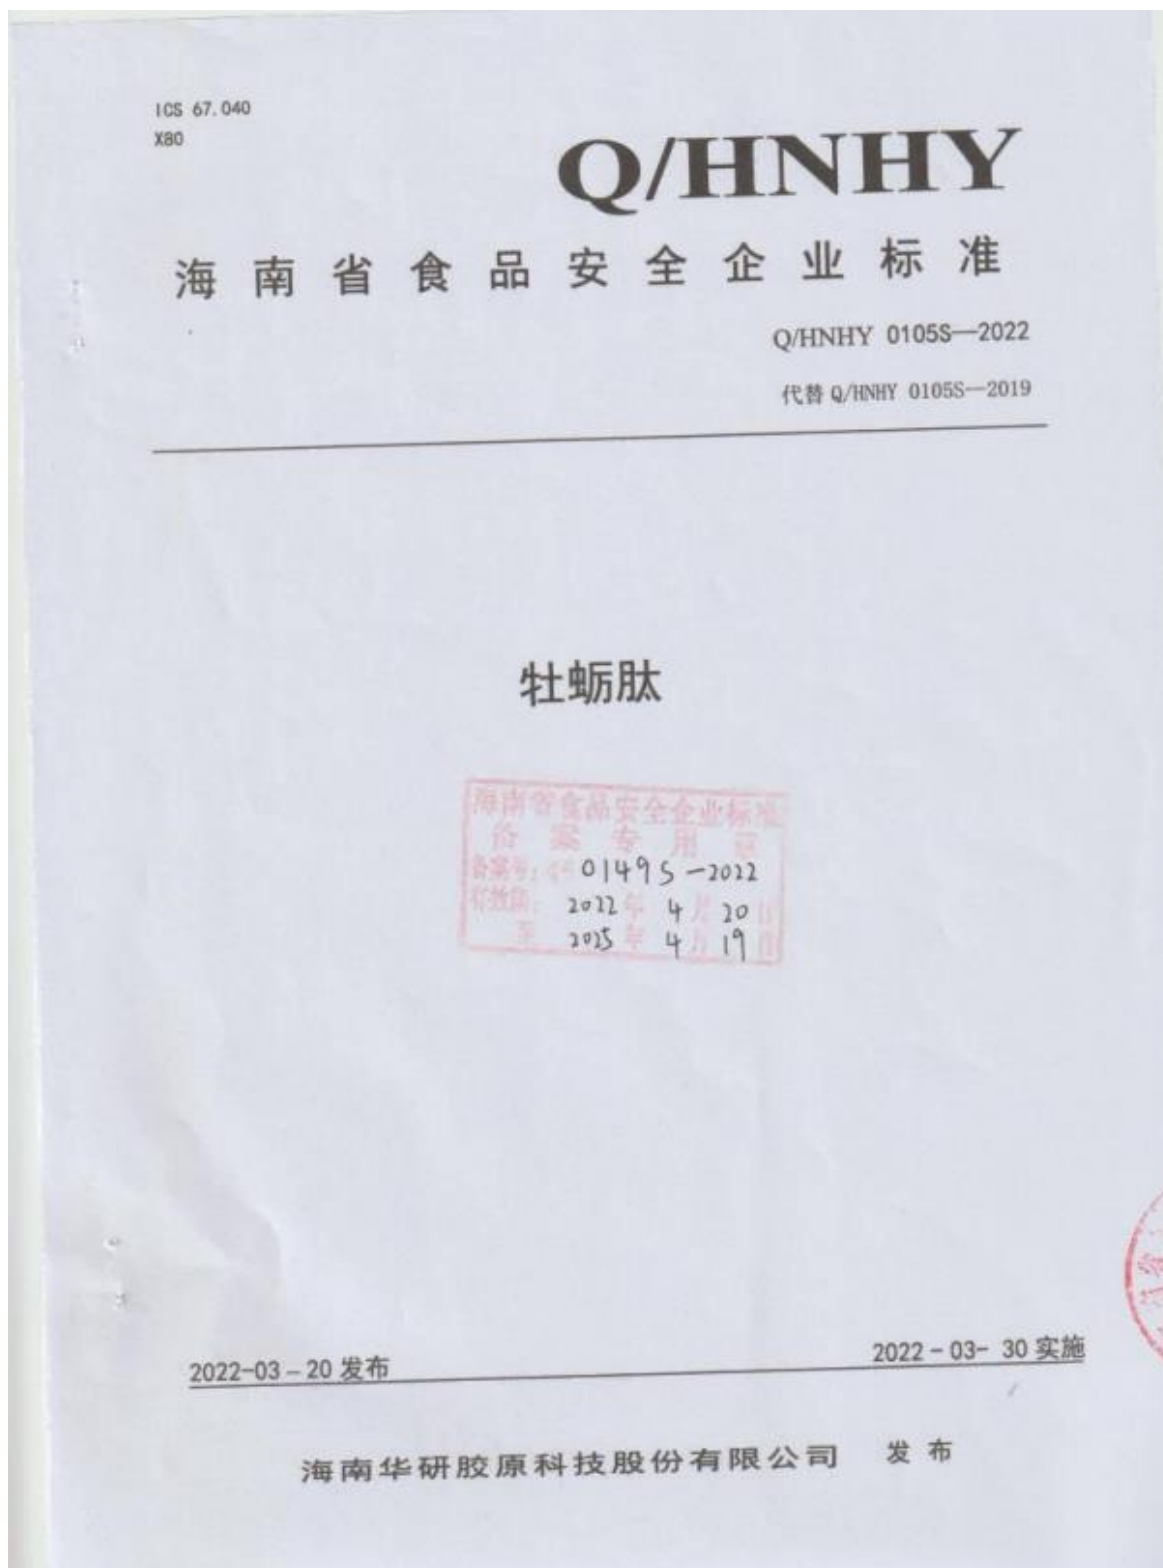 ICS 67.040
X80
Q/HNHY
海南省食品安全企业标准
Q/HNHY 0105S—2022
代替 Q/HNHY 0105S—2019
牡蛎肽
海南省食品安全企业标准
备案专用章
备案号: 0149S-2022
有效期: 2022年4月20日
至 2025年4月19日
2022-03-20 发布
2022-03-30 实施
海南华研胶原科技股份有限公司 发布